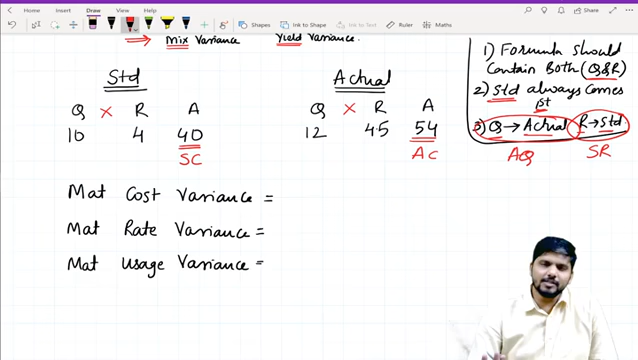 File Home Insert Draw View Help
Shapes Ink to Shape Ink to Text Ruler Maths
→ Mix Variance Yield Variance.
1) Formula should
Contain Both (Q&R)
2) Std always comes
1st
3) Q → Actual R → Std.
AQ SR
Std Actual
Q × R A Q × R A
10 4 40 12 4.5 54
SC AC
Mat Cost Variance =
Mat Rate Variance =
Mat Usage Variance =